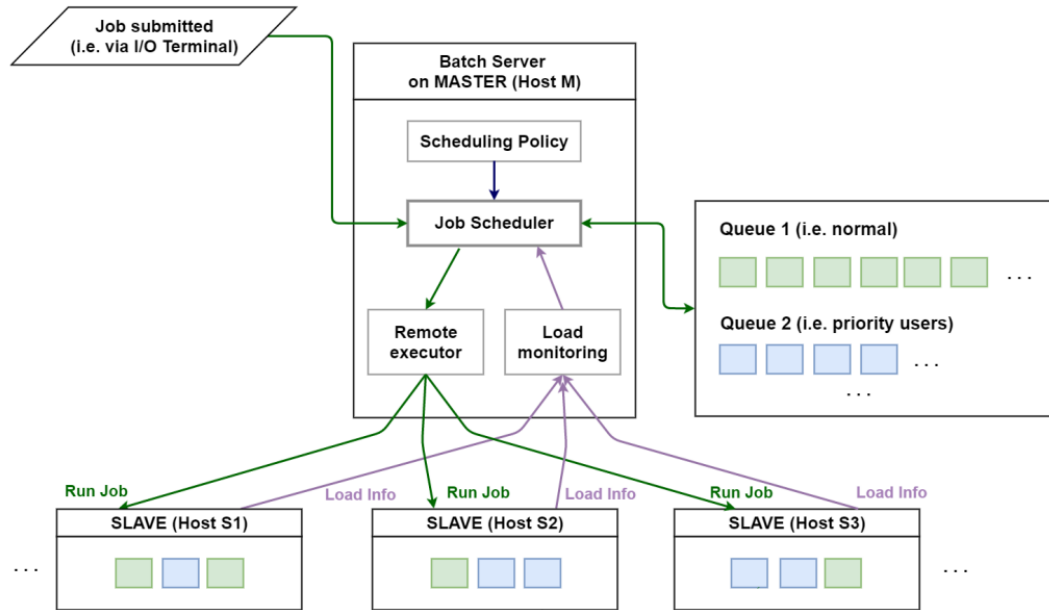 Job submitted
(i.e. via I/O Terminal)
Batch Server
on MASTER (Host M)
Scheduling Policy
Job Scheduler
Remote
executor
Load
monitoring
Queue 1 (i.e. normal)
. . .
Queue 2 (i.e. priority users)
. . .
. . .
Run Job
Load Info
Run Job
Load Info
Run Job
Load Info
SLAVE (Host S1)
SLAVE (Host S2)
SLAVE (Host S3)
. . .
. . .